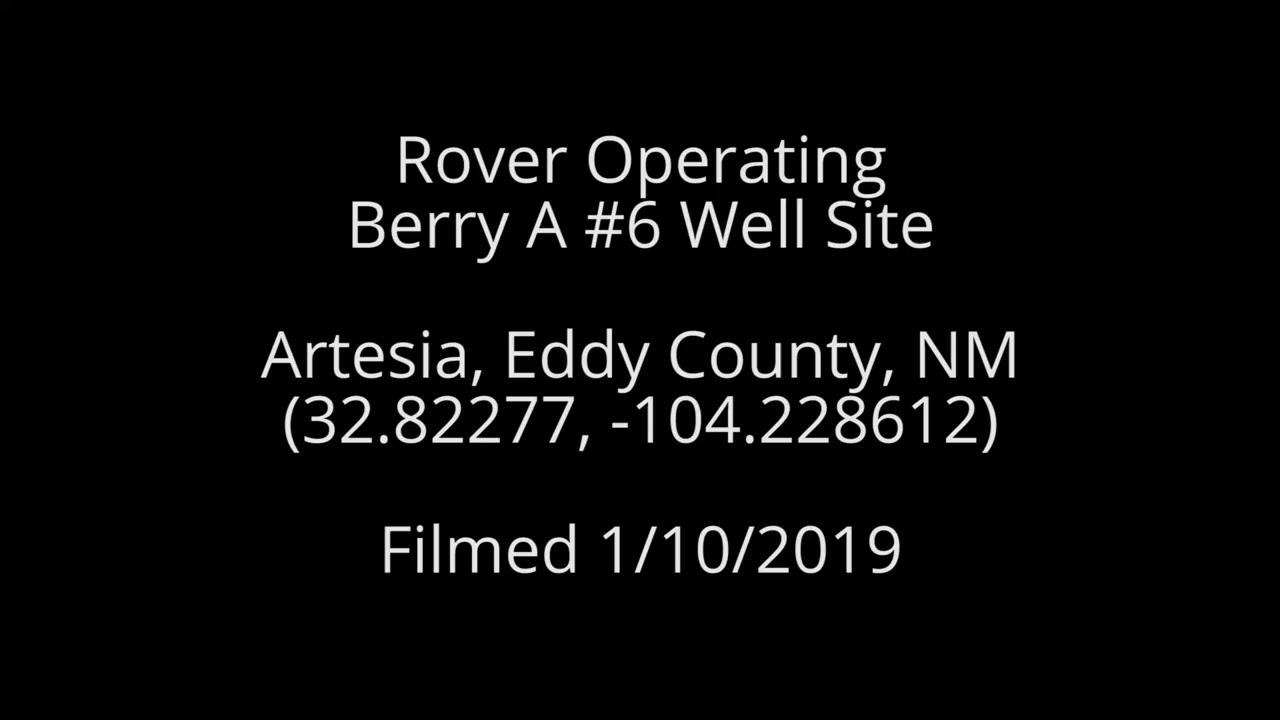 Rover Operating
Berry A #6 Well Site
Artesia, Eddy County, NM
(32.82277, -104.228612)
Filmed 1/10/2019